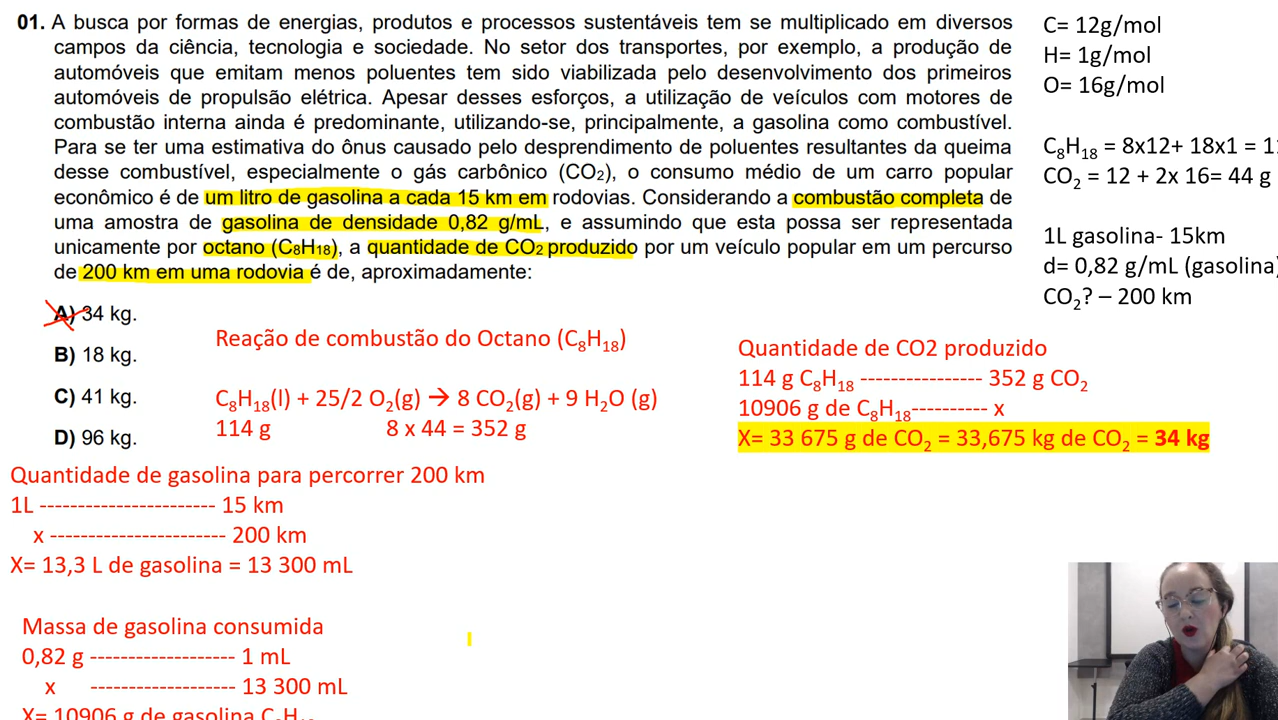 01. A busca por formas de energias, produtos e processos sustentáveis tem se multiplicado em diversos
campos da ciência, tecnologia e sociedade. No setor dos transportes, por exemplo, a produção de
automóveis que emitam menos poluentes tem sido viabilizada pelo desenvolvimento dos primeiros
automóveis de propulsão elétrica. Apesar desses esforços, a utilização de veículos com motores de
combustão interna ainda é predominante, utilizando-se, principalmente, a gasolina como combustível.
Para se ter uma estimativa do ônus causado pelo desprendimento de poluentes resultantes da queima
desse combustível, especialmente o gás carbônico (CO2), o consumo médio de um carro popular
econômico é de um litro de gasolina a cada 15 km em rodovias. Considerando a combustão completa de
uma amostra de gasolina de densidade 0,82 g/mL, e assumindo que esta possa ser representada
unicamente por octano (C8H18), a quantidade de CO2 produzido por um veículo popular em um percurso
de 200 km em uma rodovia é de, aproximadamente:
A) 34 kg.
B) 18 kg.
C) 41 kg.
D) 96 kg.
C= 12g/mol
H= 1g/mol
O= 16g/mol
C8H18 = 8x12+ 18x1 = 11
CO2 = 12 + 2x 16= 44 g
1L gasolina- 15km
d= 0,82 g/mL (gasolina)
CO2? – 200 km
Reação de combustão do Octano (C8H18)
C8H18(l) + 25/2 O2(g) → 8 CO2(g) + 9 H2O (g)
114 g 8 x 44 = 352 g
Quantidade de CO2 produzido
114 g C8H18 ---------------- 352 g CO2
10906 g de C8H18---------- x
X= 33 675 g de CO2 = 33,675 kg de CO2 = 34 kg
Quantidade de gasolina para percorrer 200 km
1L ----------------------- 15 km
x ----------------------- 200 km
X= 13,3 L de gasolina = 13 300 mL
Massa de gasolina consumida
0,82 g ------------------- 1 mL
x ------------------- 13 300 mL
X= 10906 g de gasolina C8H18